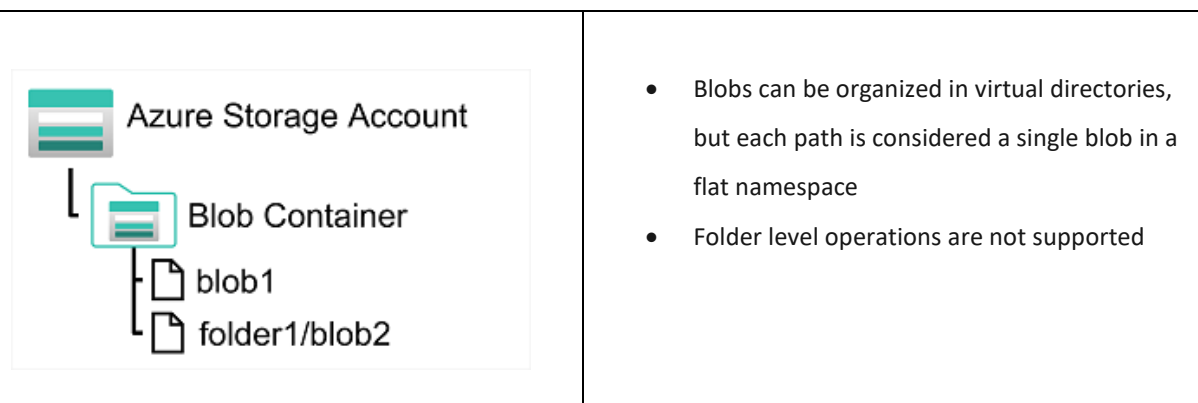 Azure Storage Account
Blob Container
blob1
folder1/blob2
• Blobs can be organized in virtual directories,
but each path is considered a single blob in a
flat namespace
• Folder level operations are not supported